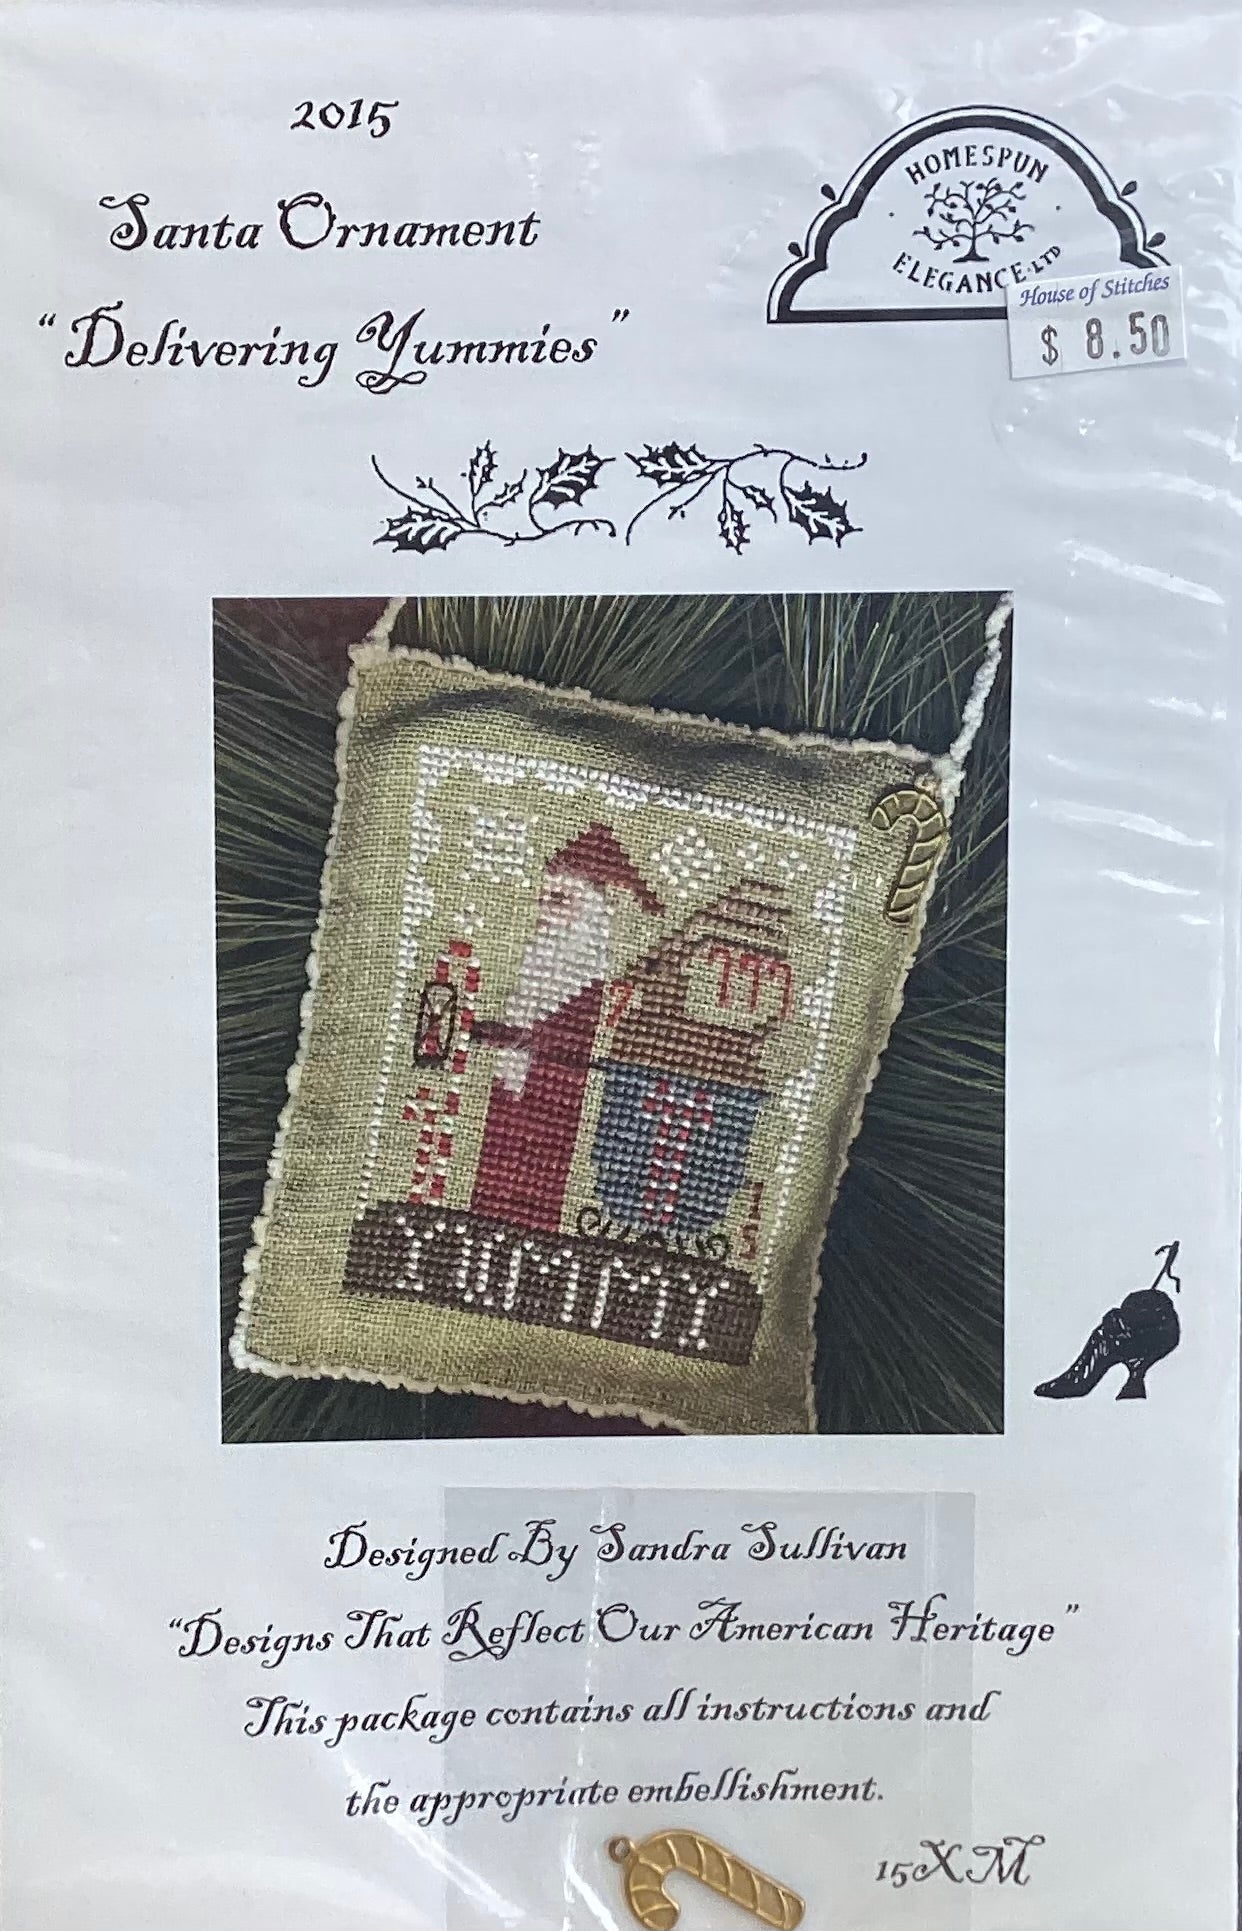 2015
Santa Ornament
“Delivering Yummies”
HOMESPUN
ELEGANCE·LTD
House of Stitches
$ 8.50
15
Designed By Sandra Sullivan
“Designs That Reflect Our American Heritage”
This package contains all instructions and
the appropriate embellishment.
15XM